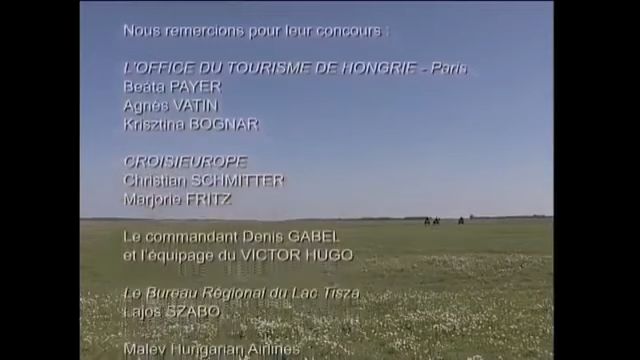 Nous remercions pour leur concours :
L'OFFICE DU TOURISME DE HONGRIE - Paris
Beáta PAYER
Agnès VATIN
Krisztina BOGNAR
CROISIEUROPE
Christian SCHMITTER
Marjorie FRITZ
Le commandant Denis GABEL
et l'équipage du VICTOR HUGO
Le Bureau Régional du Lac Tisza
Lajos SZABO
Malev Hungarian Airlines